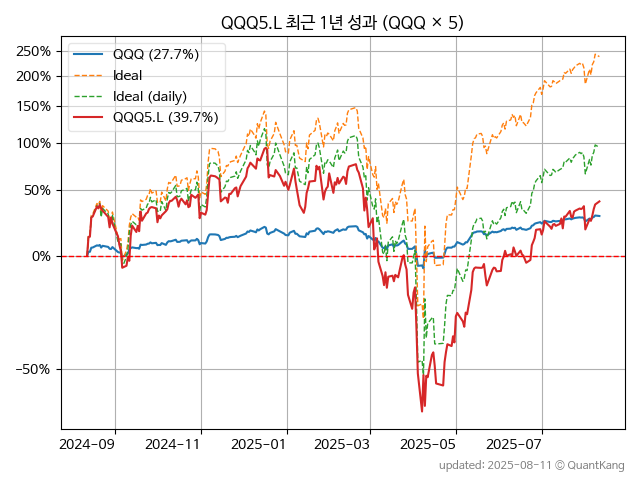 QQQ5.L 최근 1년 성과 (QQQ × 5)
250%
200%
150%
100%
50%
0%
−50%
QQQ (27.7%)
Ideal
Ideal (daily)
QQQ5.L (39.7%)
2024−09
2024−11
2025−01
2025−03
2025−05
2025−07
updated: 2025-08-11 © QuantKang